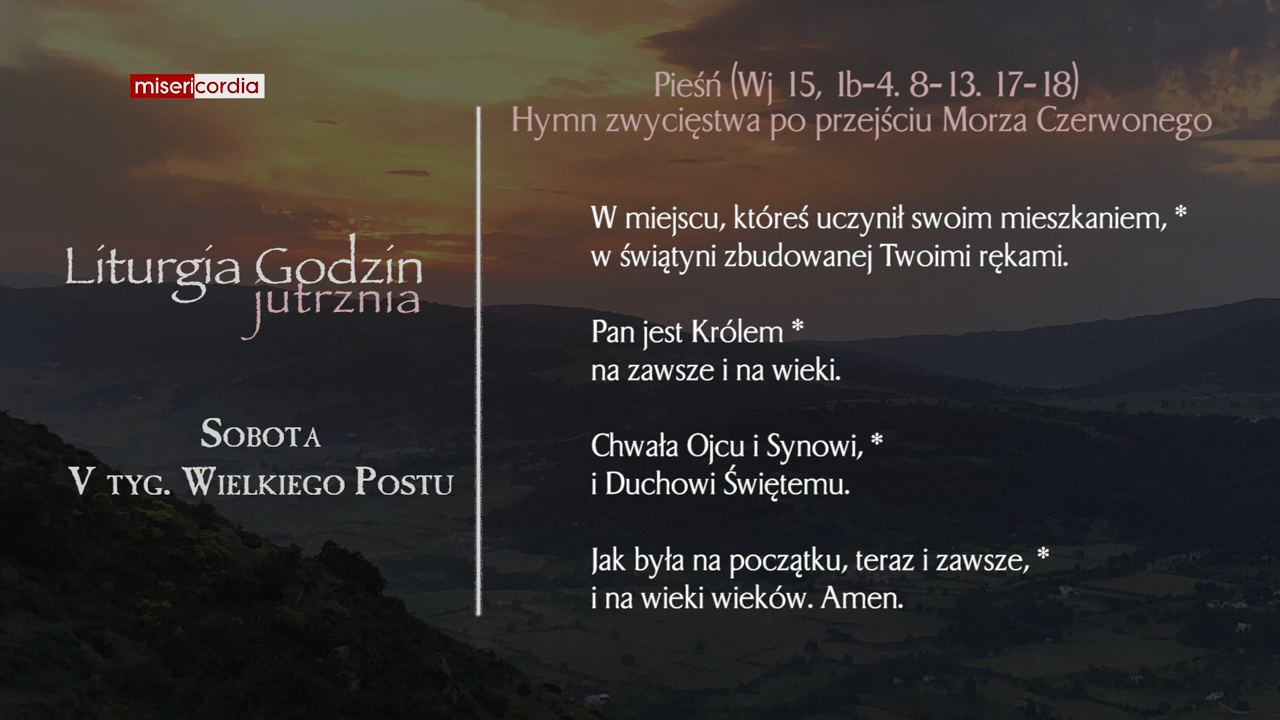 misericordia
Liturgia Godzin
jutrznia
Sobota
V tyg. Wielkiego Postu
Pieśń (Wj 15, 1b-4. 8-13. 17-18)
Hymn zwycięstwa po przejściu Morza Czerwonego
W miejscu, któreś uczynił swoim mieszkaniem, *
w świątyni zbudowanej Twoimi rękami.
Pan jest Królem *
na zawsze i na wieki.
Chwała Ojcu i Synowi, *
i Duchowi Świętemu.
Jak była na początku, teraz i zawsze, *
i na wieki wieków. Amen.